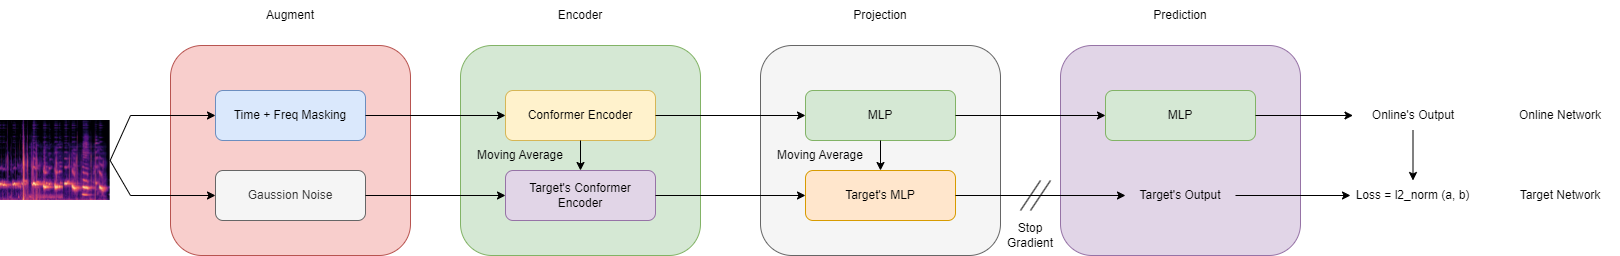 Augment
Encoder
Projection
Prediction
Time + Freq Masking
Conformer Encoder
MLP
MLP
Online's Output
Online Network
Moving Average
Moving Average
Gaussion Noise
Target's Conformer
Encoder
Target's MLP
Target's Output
Loss = l2_norm (a, b)
Target Network
Stop
Gradient